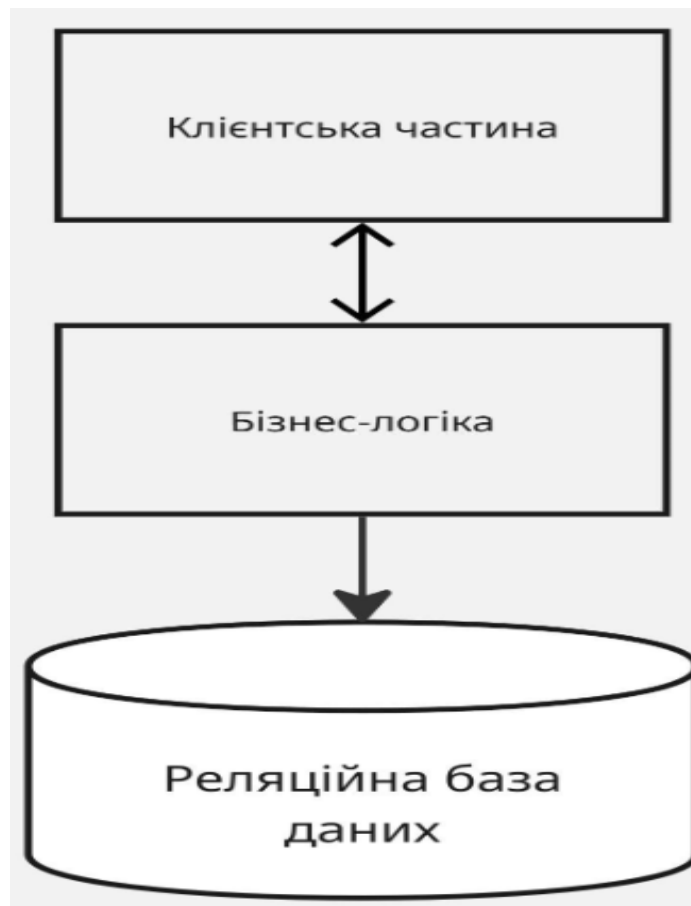 Клієнтська частина
Бізнес-логіка
Реляційна база
даних